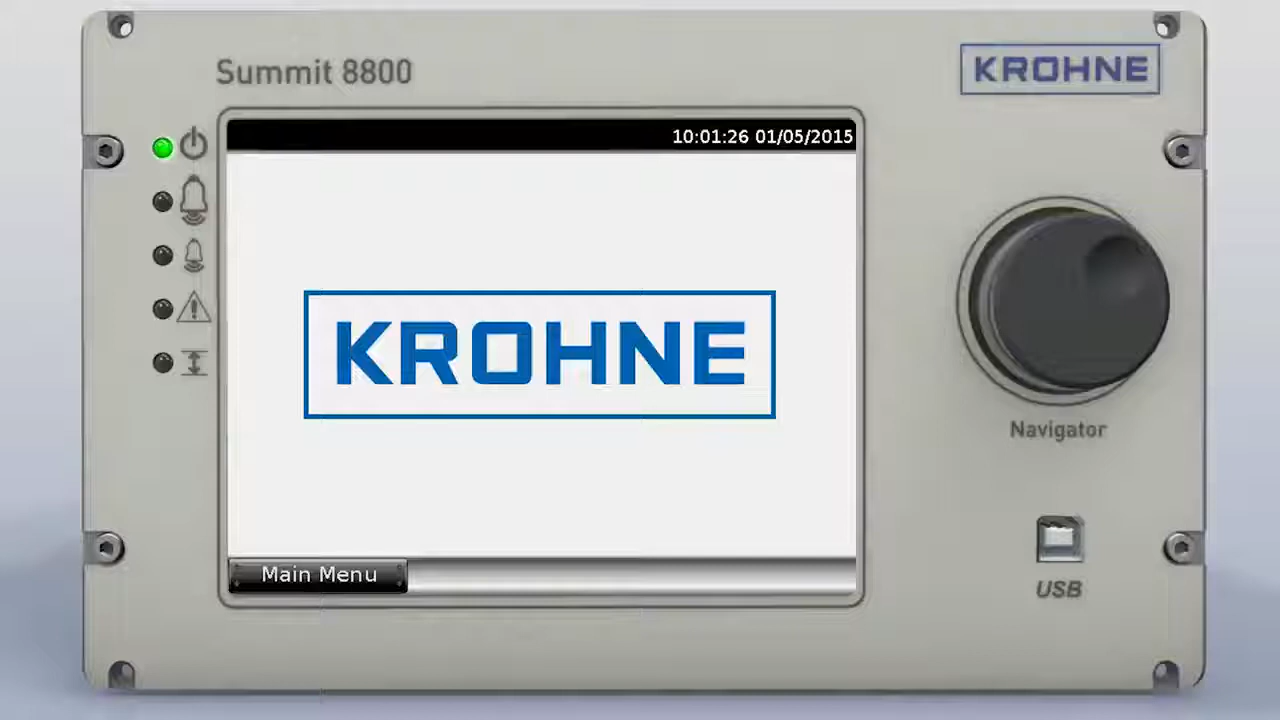 Summit 8800
KROHNE
10:01:26 01/05/2015
KROHNE
Main Menu
Navigator
USB